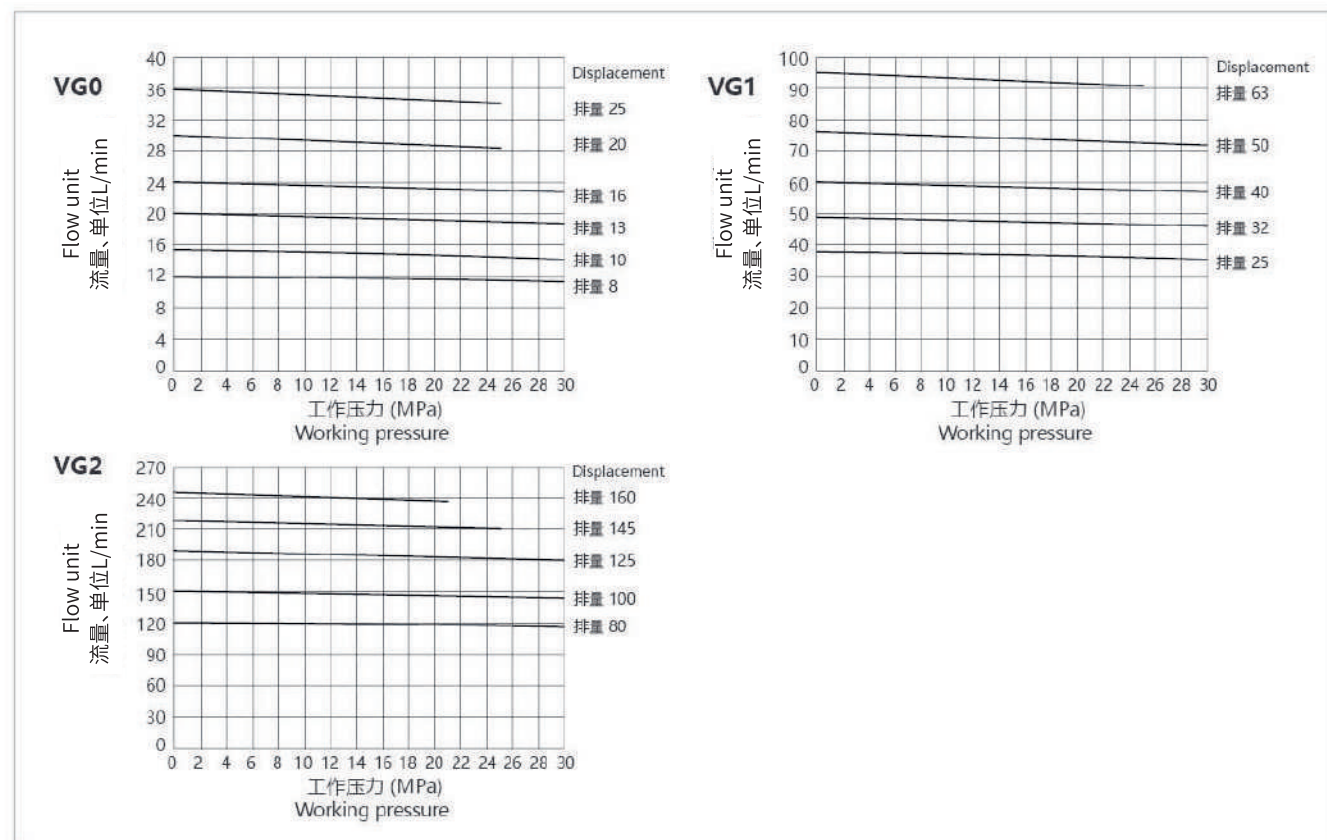 VG0
Flow unit
流量、单位L/min
40
36
32
28
24
20
16
12
8
4
0
0 2 4 6 8 10 12 14 16 18 20 22 24 26 28 30
工作压力 (MPa)
Working pressure
Displacement
排量 25
排量 20
排量 16
排量 13
排量 10
排量 8
VG1
Flow unit
流量、单位L/min
100
90
80
70
60
50
40
30
20
10
0
0 2 4 6 8 10 12 14 16 18 20 22 24 26 28 30
工作压力 (MPa)
Working pressure
Displacement
排量 63
排量 50
排量 40
排量 32
排量 25
VG2
Flow unit
流量、单位L/min
270
240
210
180
150
120
90
60
30
0
0 2 4 6 8 10 12 14 16 18 20 22 24 26 28 30
工作压力 (MPa)
Working pressure
Displacement
排量 160
排量 145
排量 125
排量 100
排量 80